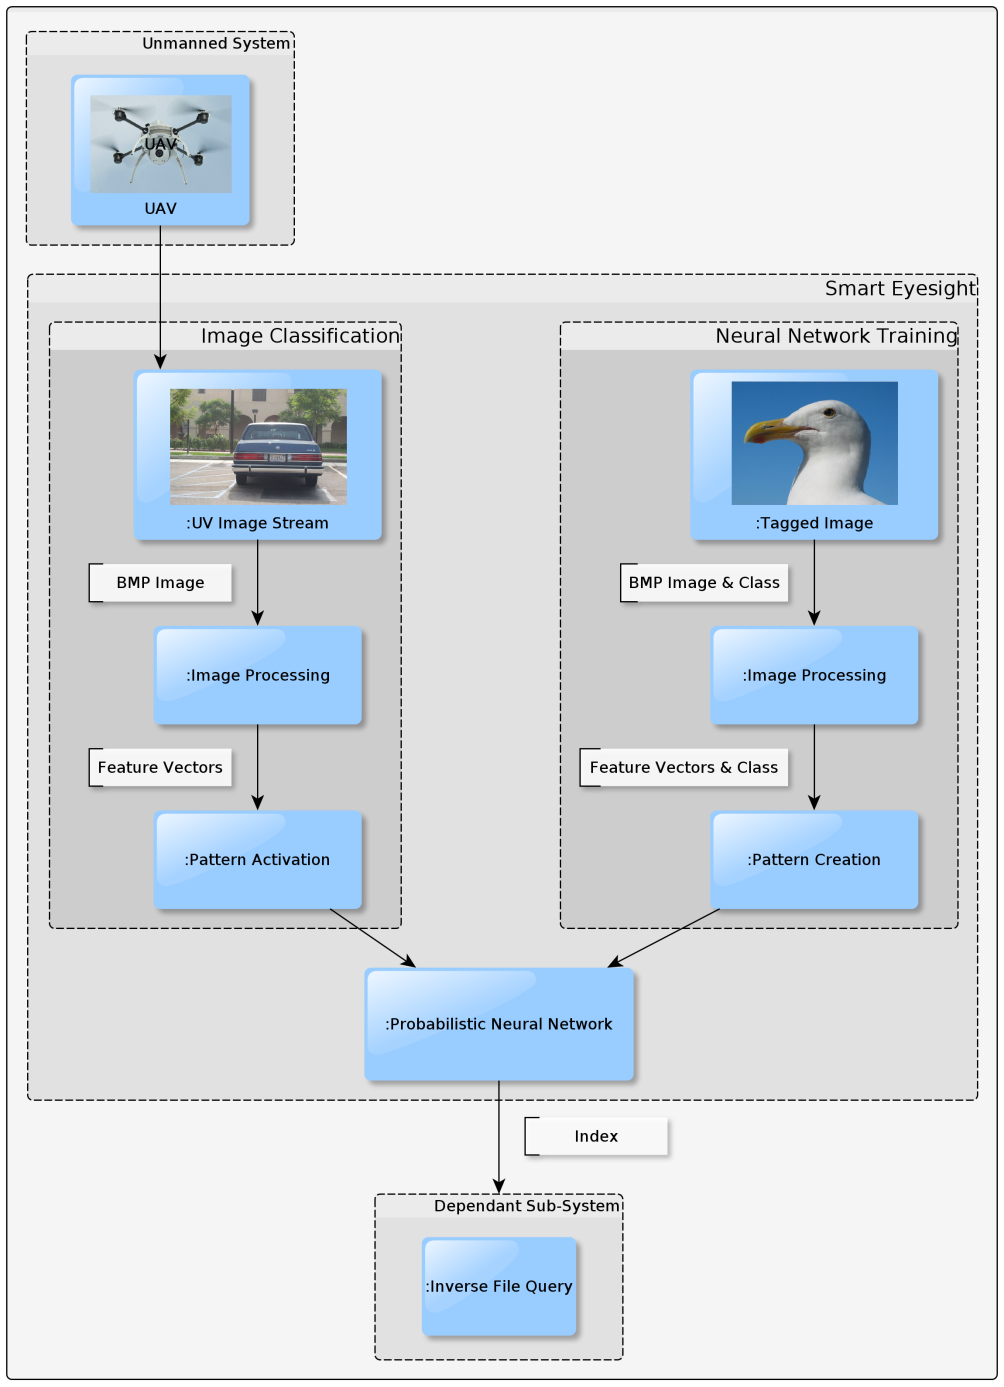 Unmanned System
UAV
UAV
Smart Eyesight
Image Classification
Neural Network Training
:UV Image Stream
:Tagged Image
BMP Image
BMP Image & Class
:Image Processing
:Image Processing
Feature Vectors
Feature Vectors & Class
:Pattern Activation
:Pattern Creation
:Probabilistic Neural Network
Index
Dependant Sub-System
:Inverse File Query